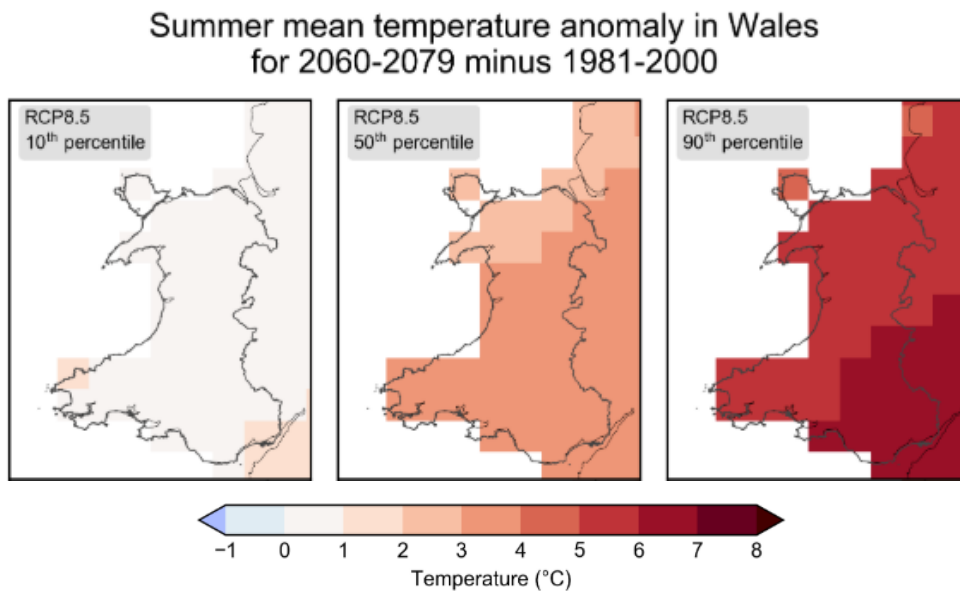 Summer mean temperature anomaly in Wales
for 2060-2079 minus 1981-2000
RCP8.5
10th percentile
RCP8.5
50th percentile
RCP8.5
90th percentile
−1 0 1 2 3 4 5 6 7 8
Temperature (°C)